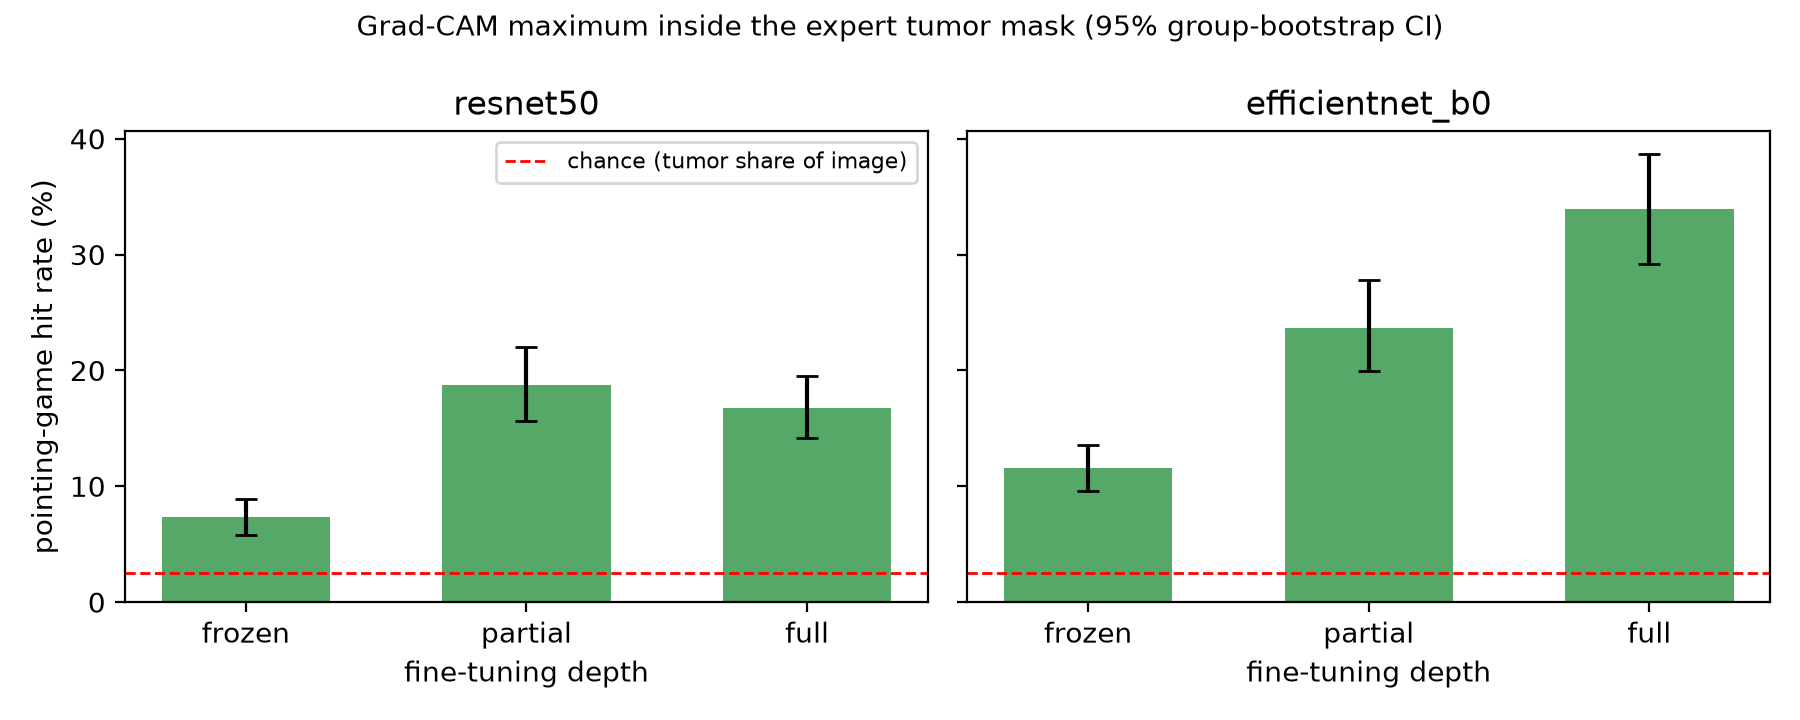 Grad-CAM maximum inside the expert tumor mask (95% group-bootstrap CI)
resnet50
efficientnet_b0
pointing-game hit rate (%)
40
30
20
10
0
chance (tumor share of image)
frozen
partial
full
fine-tuning depth
frozen
partial
full
fine-tuning depth